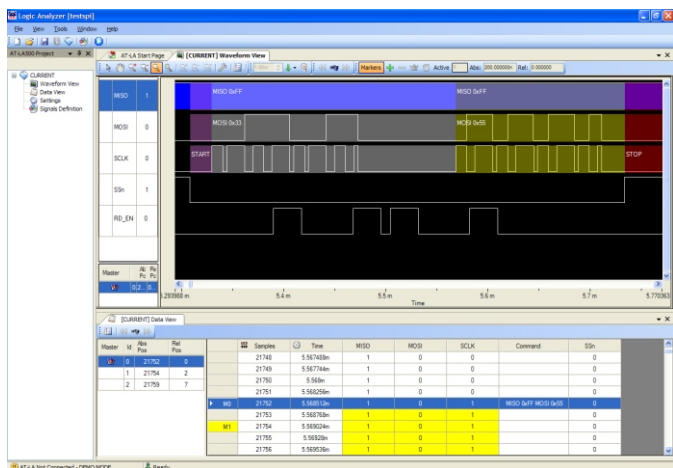 Logic Analyzer [testspi]
File View Tools Window Help
AT-LA500 Project
AT-LA Start Page [CURRENT] Waveform View
Markers Active Abs: 200.000000n Rel: 0.000000
CURRENT
Waveform View
Data View
Settings
Signals Definition
MISO 1 MISO 0xFF MISO 0xFF
MOSI 0 MOSI 0x33 MOSI 0x55
SCLK 0 START STOP
SSn 1
RD_EN 0
Master
5.4 m 5.5 m 5.6 m 5.7 m 5.770363
Time
[CURRENT] Data View
Master Id Abs Pos Rel Pos
0 21752 0
1 21754 2
2 21759 7
Samples Time MISO MOSI SCLK Command SSn
21748 5.567488m 1 0 0 0
21749 5.567744m 1 0 0 0
21750 5.568m 1 0 0 0
21751 5.568256m 1 0 0 0
M0 21752 5.568512m 1 0 1 MISO 0xFF MOSI 0x55 0
21753 5.568768m 1 0 1 0
M1 21754 5.569024m 1 0 1 0
21755 5.56928m 1 0 1 0
21756 5.569536m 1 0 1 0
AT-LA Not Connected - DEMO MODE Ready